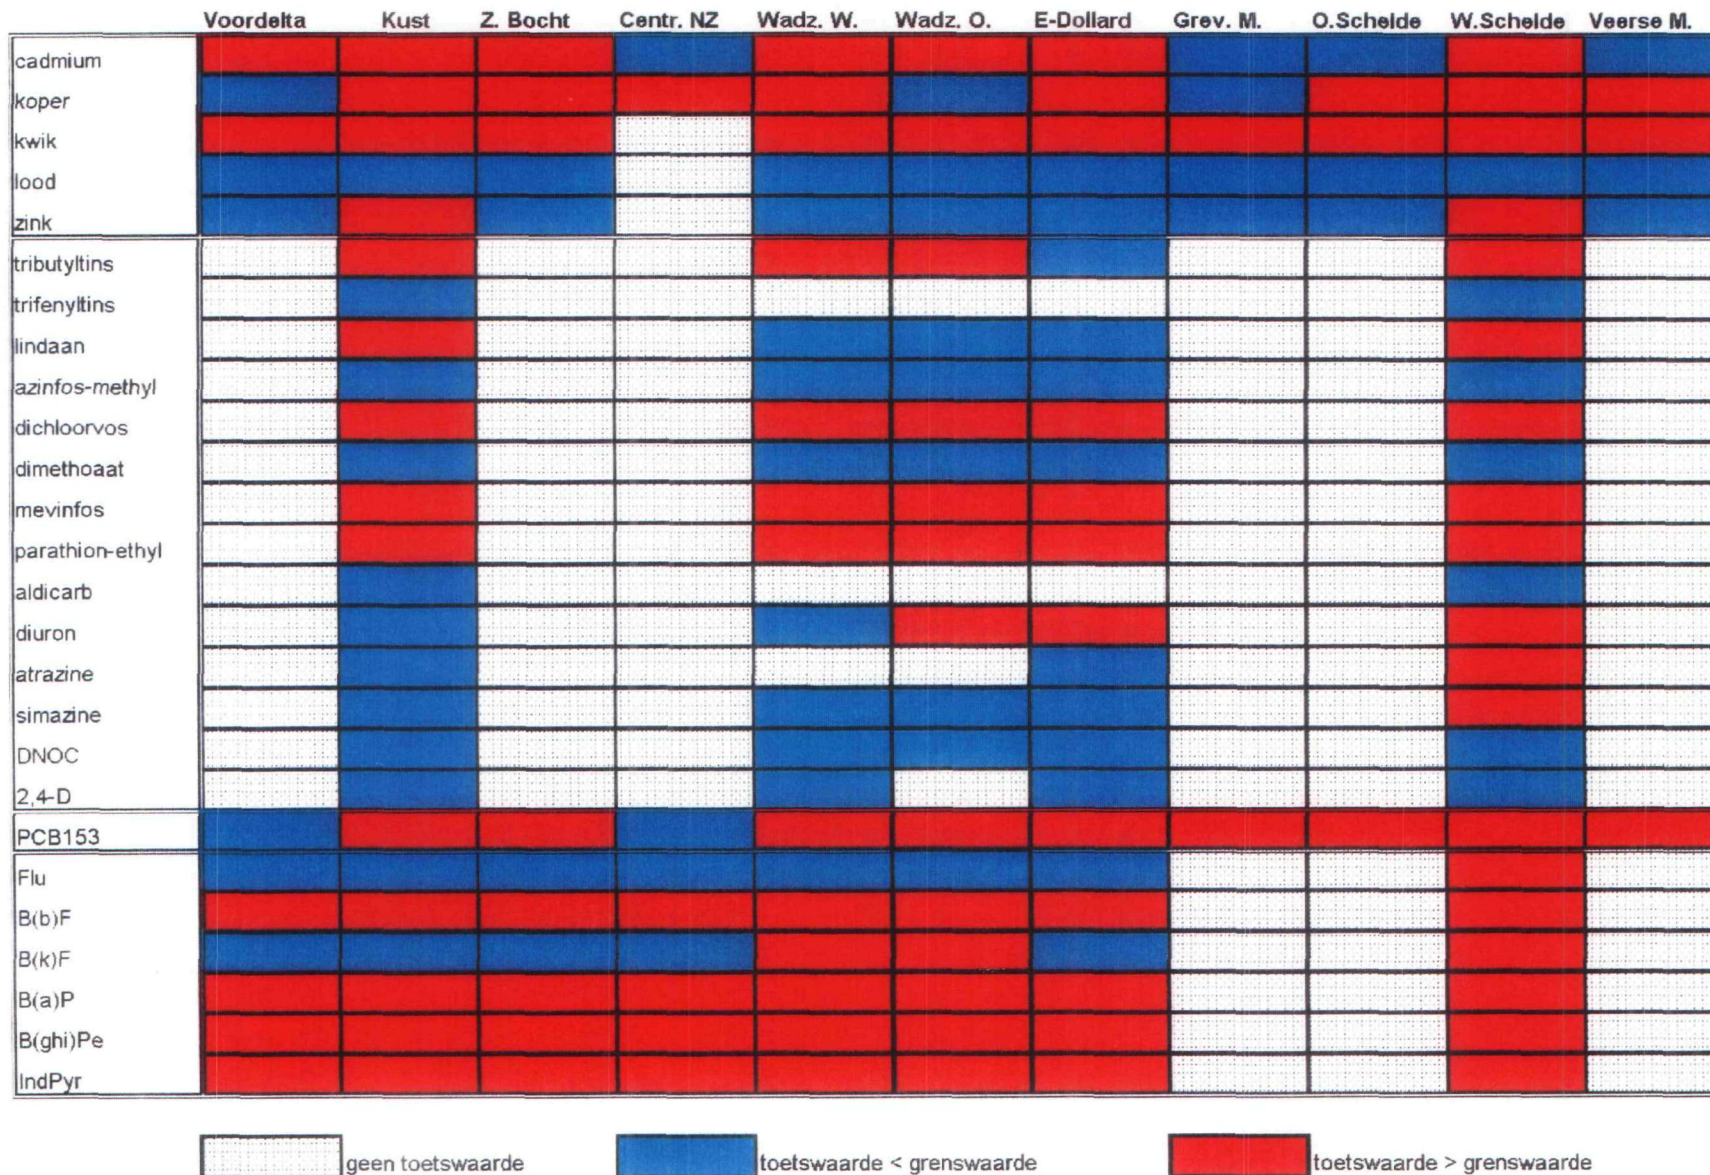 Voordelta Kust Z. Bocht Centr. NZ Wadz. W. Wadz. O. E-Dollard Grev. M. O.Schelde W.Schelde Veerse M.
cadmium
koper
kwik
lood
zink
tributyltins
trifenyltins
lindaan
azinfos-methyl
dichloorvos
dimethoaat
mevinfos
parathion-ethyl
aldicarb
diuron
atrazine
simazine
DNOC
2,4-D
PCB153
Flu
B(b)F
B(k)F
B(a)P
B(ghi)Pe
IndPyr
geen toetswaarde toetswaarde < grenswaarde toetswaarde > grenswaarde